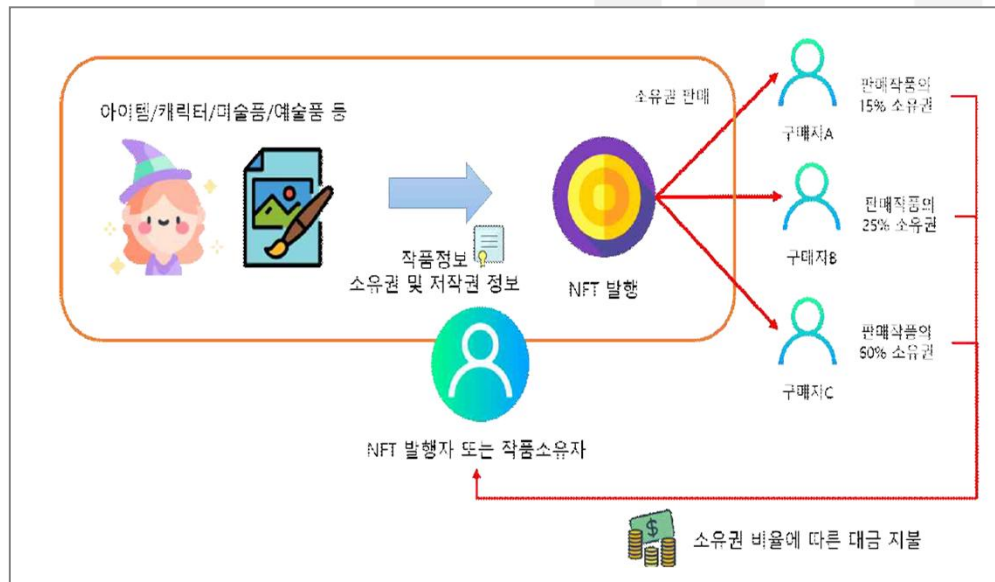 아이템/캐릭터/미술품/예술품 등
작품정보
소유권 및 저작권 정보
NFT 발행
소유권 판매
구매자A
판매작품의
15% 소유권
구매자B
판매작품의
25% 소유권
구매자C
판매작품의
60% 소유권
NFT 발행자 또는 작품소유자
$
소유권 비율에 따른 대금 지불